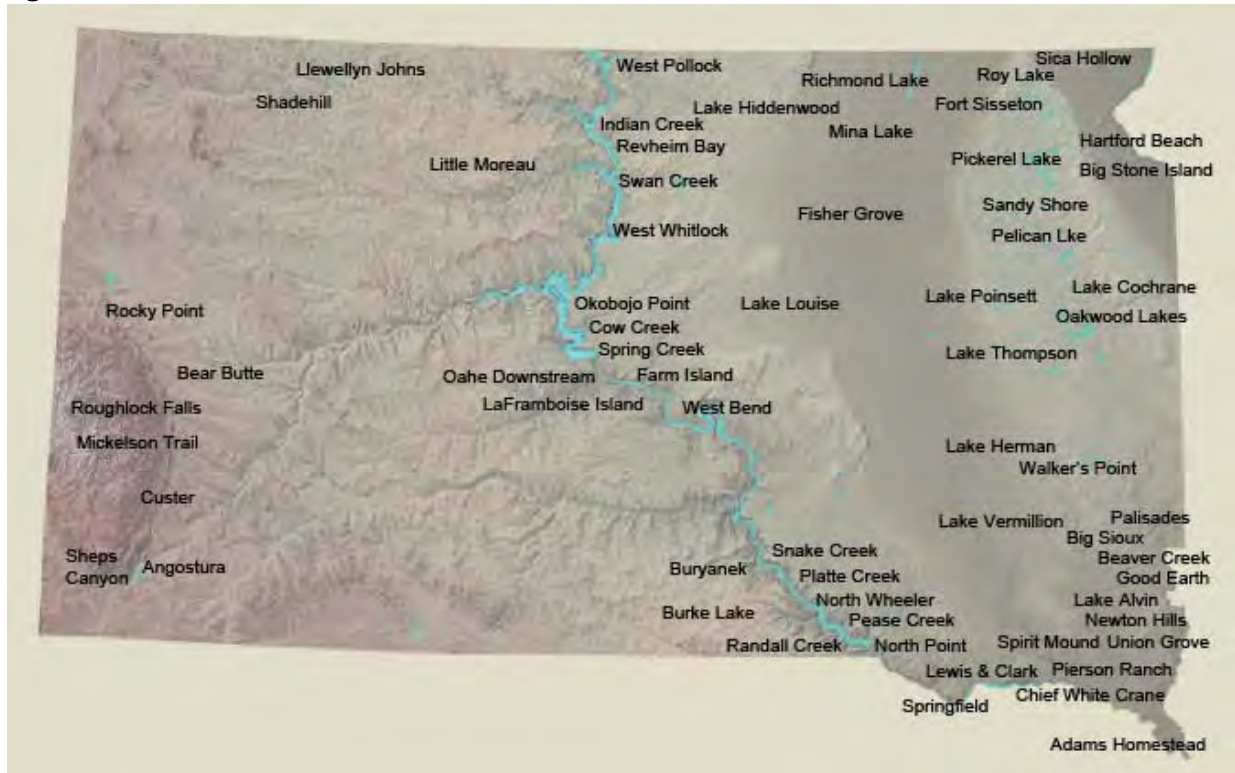 Sica Hollow
West Pollock
Llewellyn Johns
Roy Lake
Richmond Lake
Shadehill
Lake Hiddenwood
Fort Sisseton
Indian Creek
Mina Lake
Hartford Beach
Revheim Bay
Pickerel Lake
Little Moreau
Big Stone Island
Swan Creek
Sandy Shore
Fisher Grove
West Whitlock
Pelican Lke
Lake Cochrane
Lake Poinsett
Okobojo Point
Lake Louise
Rocky Point
Oakwood Lakes
Cow Creek
Spring Creek
Lake Thompson
Bear Butte
Oahe Downstream
Farm Island
LaFramboise Island
West Bend
Roughlock Falls
Mickelson Trail
Lake Herman
Walker's Point
Custer
Palisades
Lake Vermillion
Big Sioux
Snake Creek
Sheps
Canyon
Beaver Creek
Angostura
Buryanek
Platte Creek
Good Earth
North Wheeler
Lake Alvin
Burke Lake
Pease Creek
Newton Hills
Randall Creek
North Point
Spirit Mound
Union Grove
Lewis & Clark
Pierson Ranch
Chief White Crane
Springfield
Adams Homestead